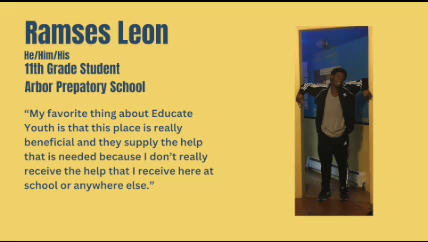 Ramses Leon
He/Him/His
11th Grade Student
Arbor Prepatory School
“My favorite thing about Educate
Youth is that this place is really
beneficial and they supply the help
that is needed because I don’t really
receive the help that I receive here at
school or anywhere else.”